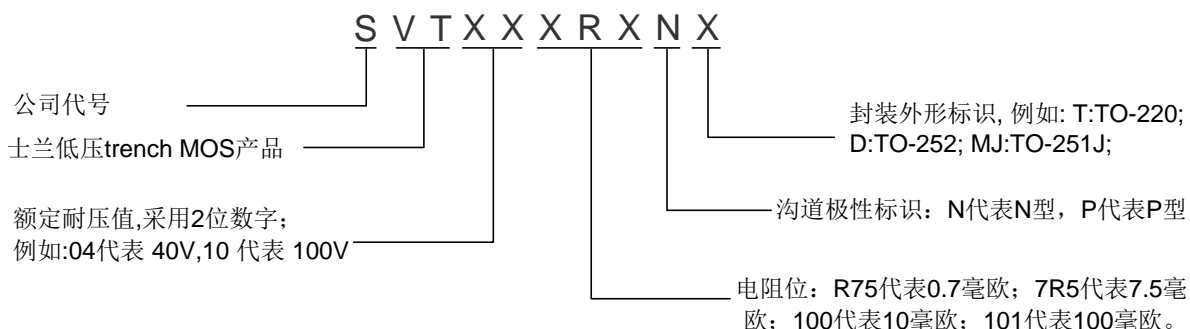 S V T X X X R X N X
公司代号
士兰低压trench MOS产品
额定耐压值,采用2位数字；
例如:04代表 40V,10 代表 100V
封装外形标识, 例如: T:TO-220;
D:TO-252; MJ:TO-251J;
沟道极性标识：N代表N型，P代表P型
电阻位：R75代表0.7毫欧；7R5代表7.5毫
欧；100代表10毫欧；101代表100毫欧。